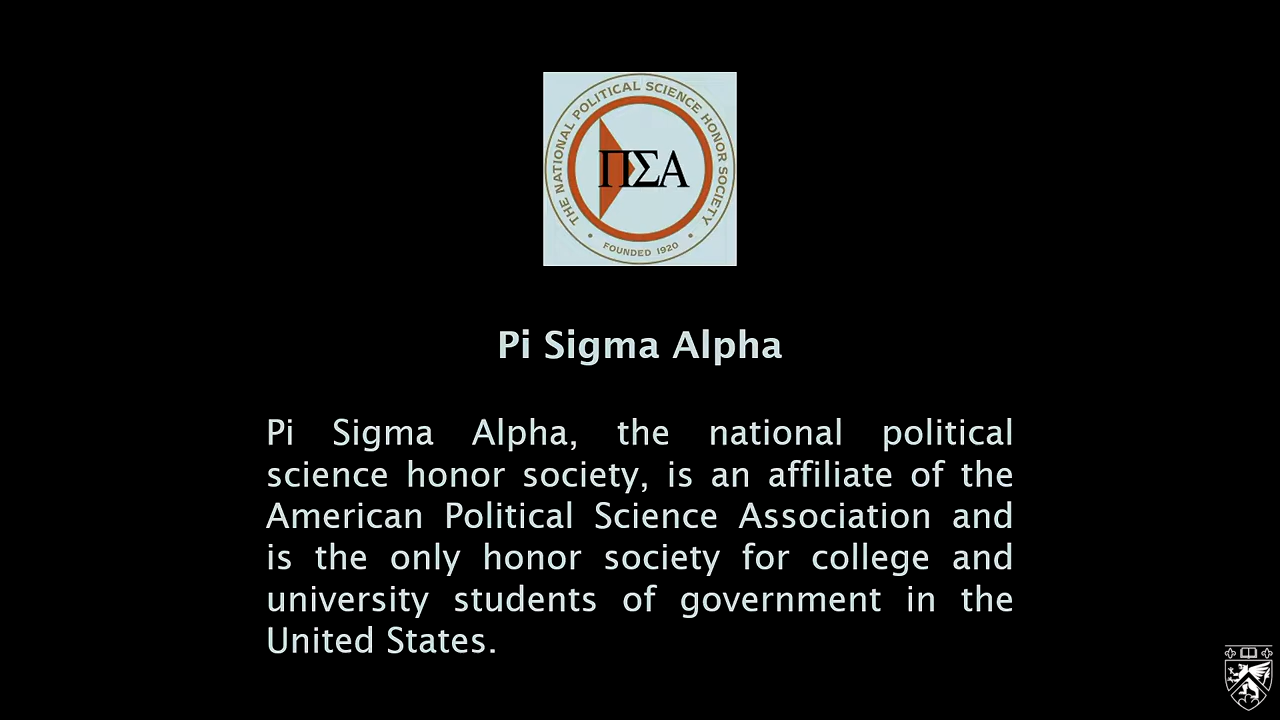 THE NATIONAL POLITICAL SCIENCE HONOR SOCIETY
ΠΣΑ
• FOUNDED 1920 •
Pi Sigma Alpha
Pi Sigma Alpha, the national political
science honor society, is an affiliate of the
American Political Science Association and
is the only honor society for college and
university students of government in the
United States.